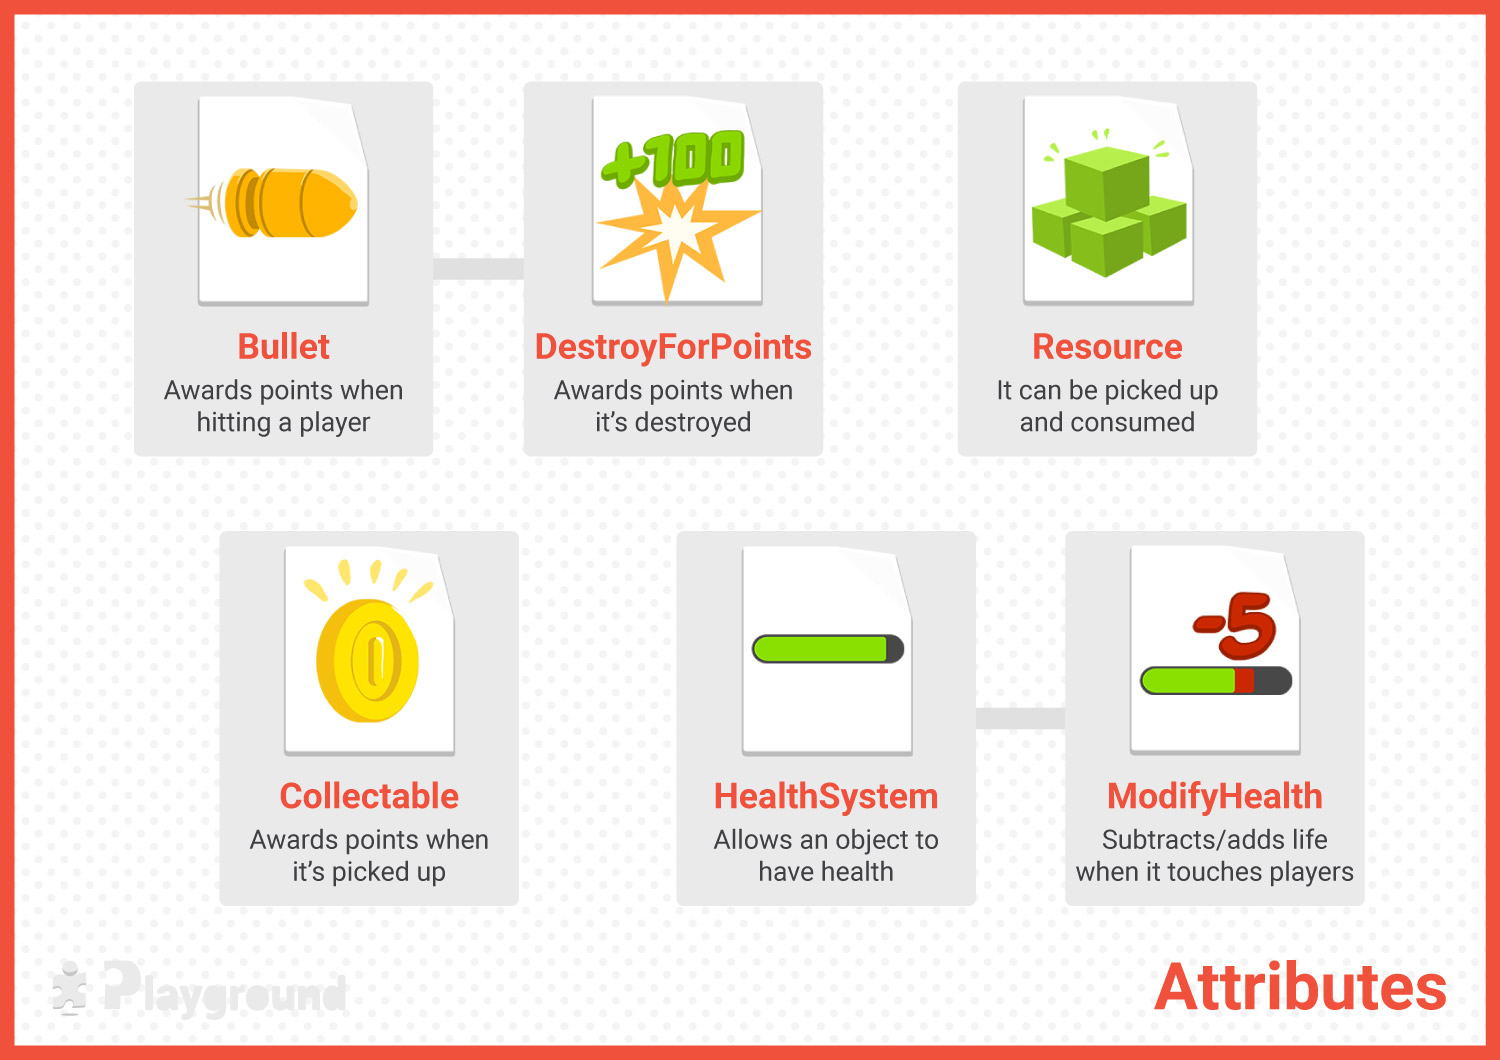 +100
Bullet
Awards points when
hitting a player
DestroyForPoints
Awards points when
it's destroyed
Resource
It can be picked up
and consumed
Collectable
Awards points when
it's picked up
HealthSystem
Allows an object to
have health
-5
ModifyHealth
Subtracts/adds life
when it touches players
Playground
Attributes